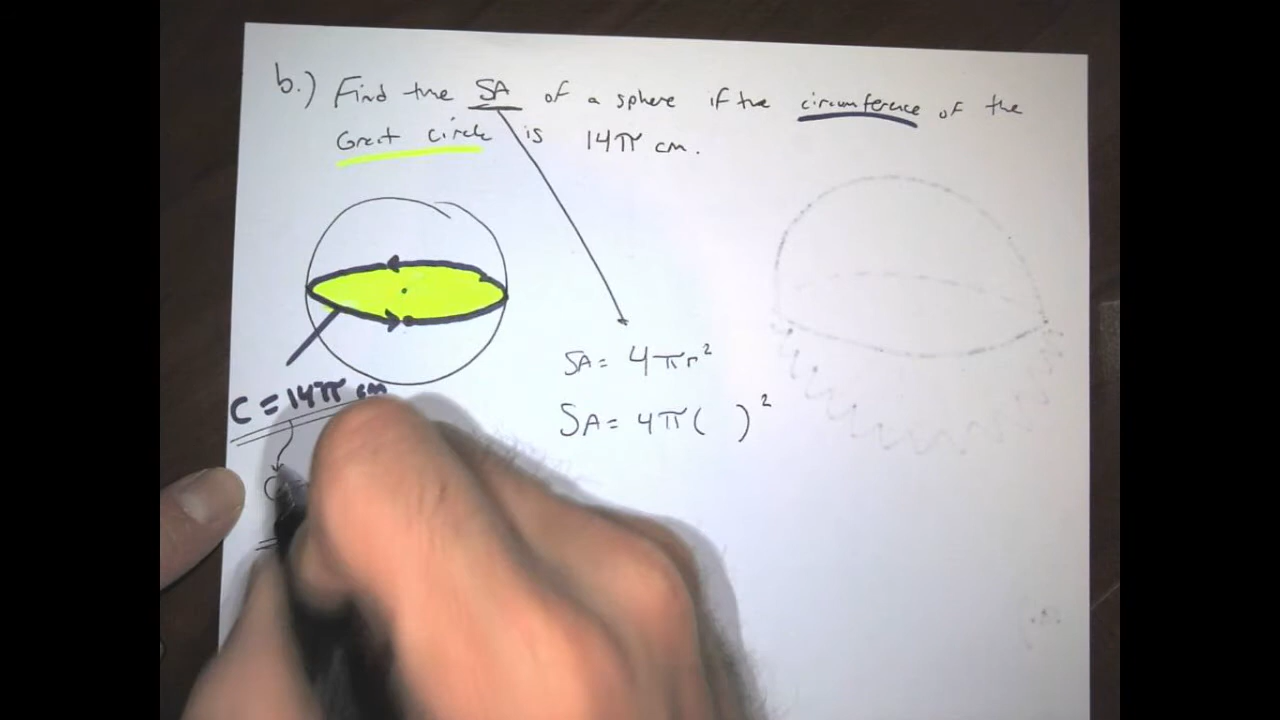 b.) Find the SA of a sphere if the circumference of the
Great circle is 14π cm.
C = 14π cm
SA = 4πr²
SA = 4π( )²
C